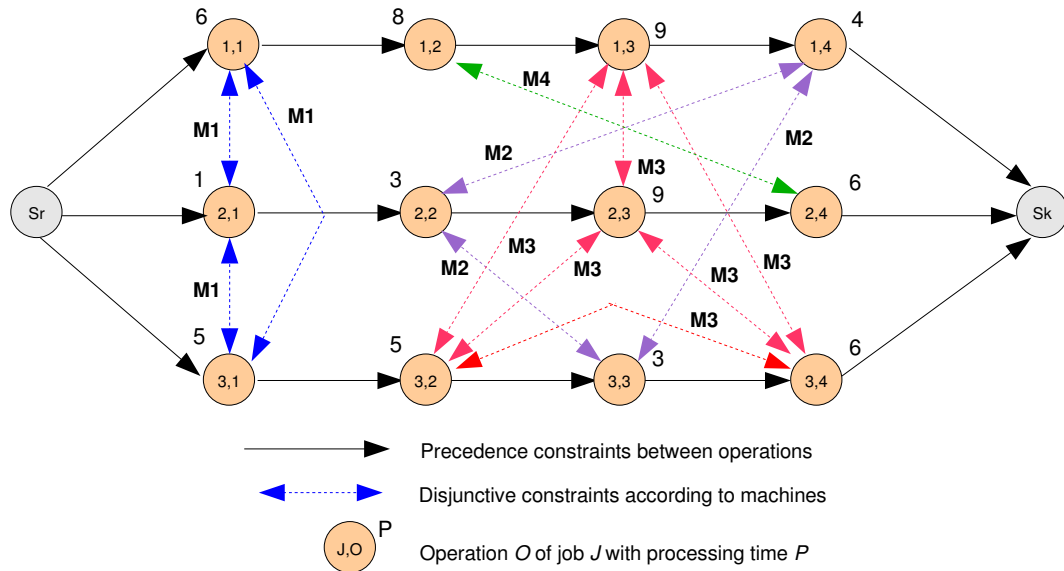 6
8
9
4
1,1
1,2
1,3
1,4
M4
M1
M1
M2
M2
M3
1
3
9
6
Sr
2,1
2,2
2,3
2,4
Sk
M3
M2
M3
M3
M3
M1
M3
5
5
3
6
3,1
3,2
3,3
3,4
Precedence constraints between operations
Disjunctive constraints according to machines
P
J,O
Operation O of job J with processing time P